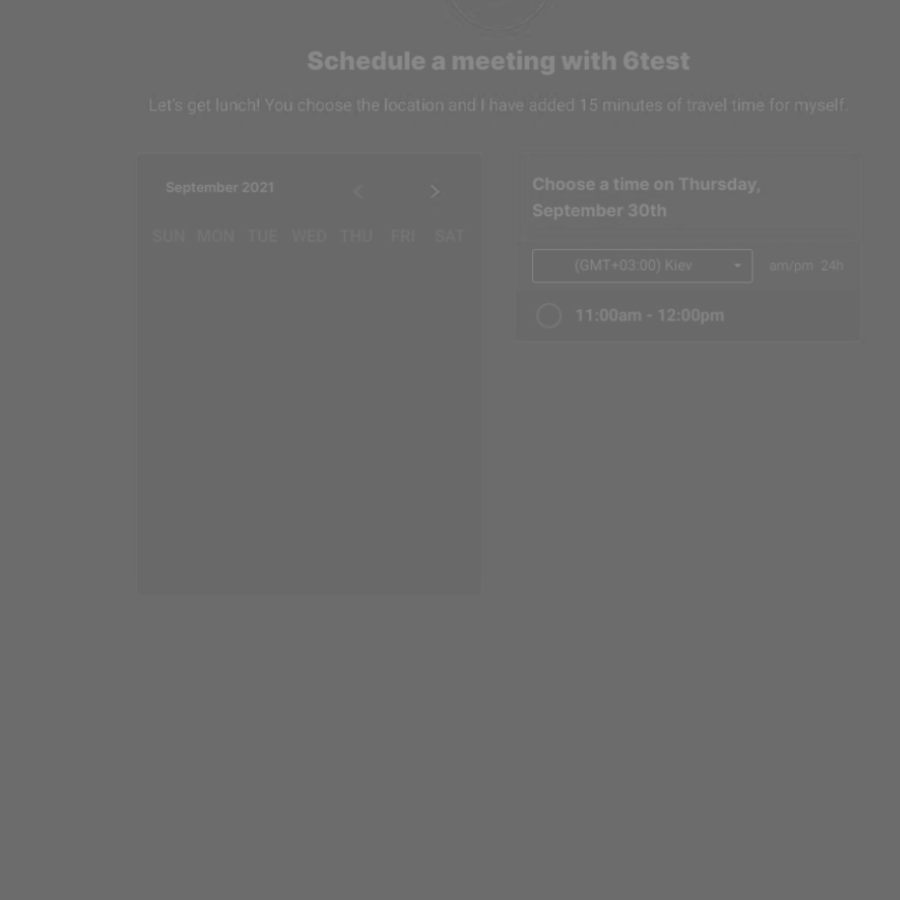 Schedule a meeting with 6test
Let's get lunch! You choose the location and I have added 15 minutes of travel time for myself.
September 2021
SUN MON TUE WED THU FRI SAT
Choose a time on Thursday,
September 30th
(GMT+03:00) Kiev
am/pm 24h
11:00am - 12:00pm